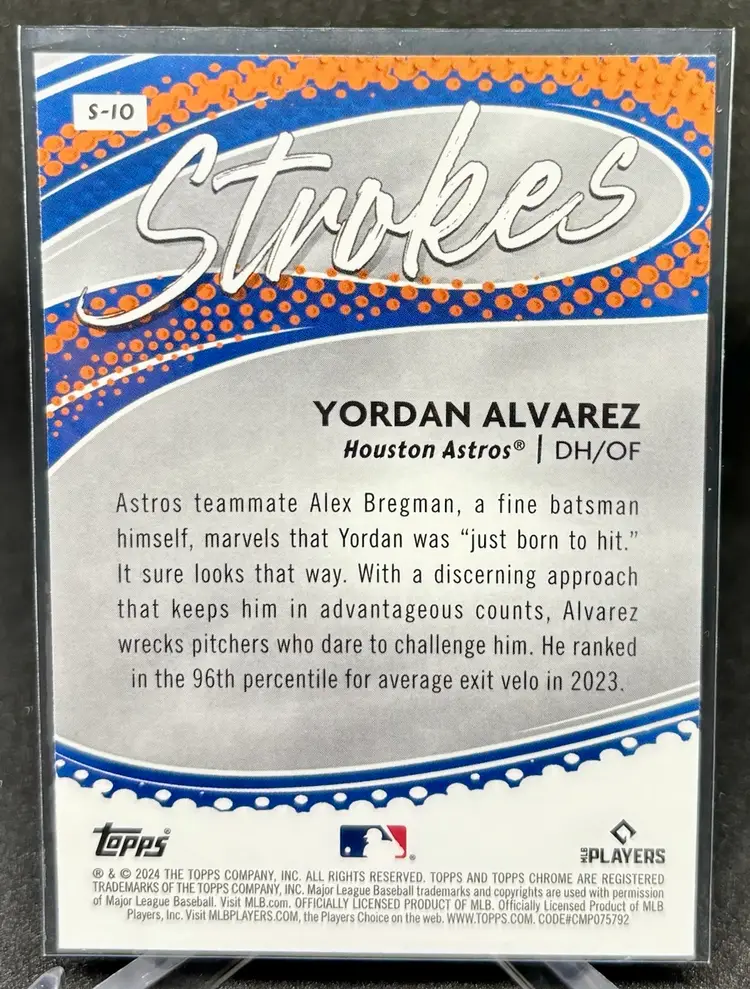 S-10
Strokes
YORDAN ALVAREZ
Houston Astros® | DH/OF
Astros teammate Alex Bregman, a fine batsman
himself, marvels that Yordan was “just born to hit.”
It sure looks that way. With a discerning approach
that keeps him in advantageous counts, Alvarez
wrecks pitchers who dare to challenge him. He ranked
in the 96th percentile for average exit velo in 2023.
topps®
®
MLB PLAYERS
® & © 2024 THE TOPPS COMPANY, INC. ALL RIGHTS RESERVED. TOPPS AND TOPPS CHROME ARE REGISTERED
TRADEMARKS OF THE TOPPS COMPANY, INC. Major League Baseball trademarks and copyrights are used with permission
of Major League Baseball. Visit MLB.com. OFFICIALLY LICENSED PRODUCT OF MLB. Officially Licensed Product of MLB
Players, Inc. Visit MLBPLAYERS.COM, the Players Choice on the web. WWW.TOPPS.COM. CODE#CMP075792